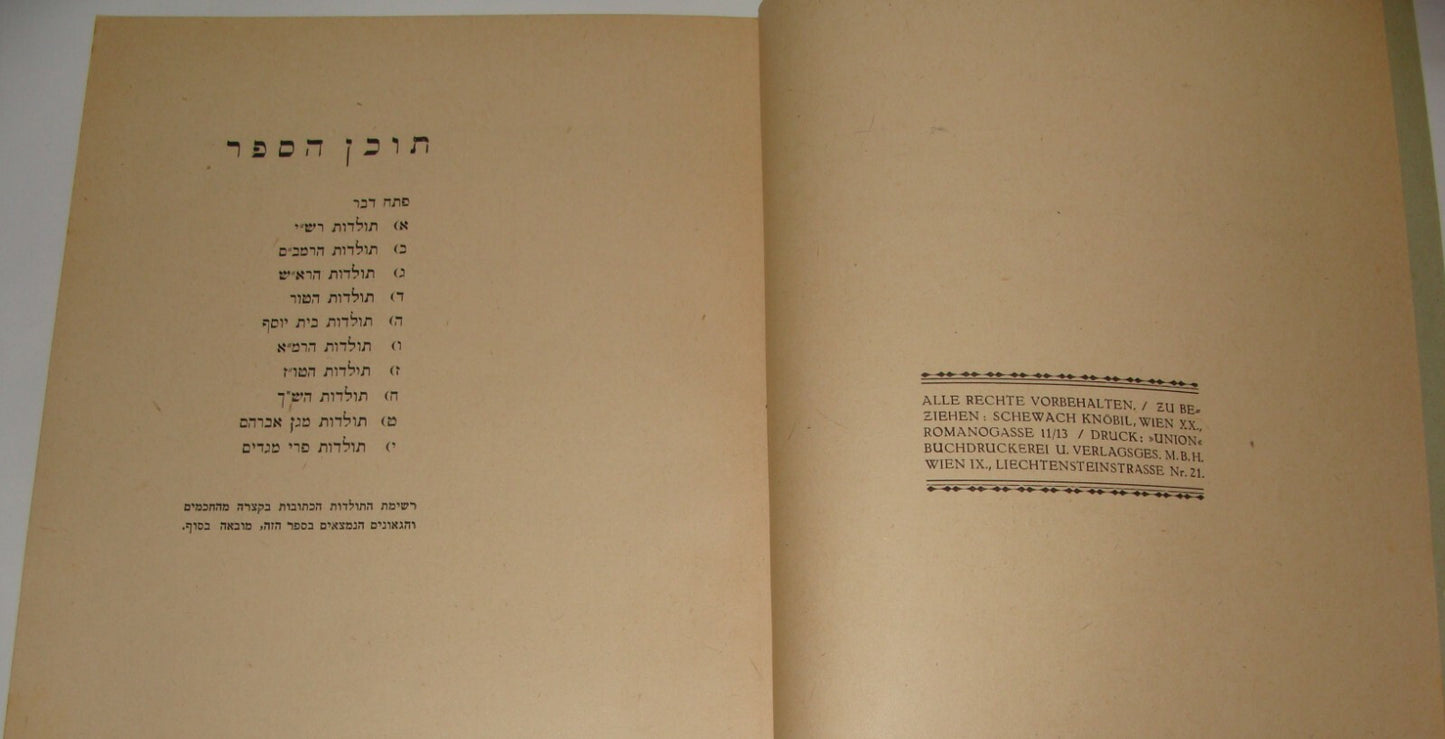 תוכן הספר
פתח דבר
א) תולדות רש״י
ב) תולדות הרמב״ם
ג) תולדות הרא״ש
ד) תולדות הטור
ה) תולדות בית יוסף
ו) תולדות הרמ״א
ז) תולדות הטו״ז
ח) תולדות הש״ך
ט) תולדות מגן אברהם
י) תולדות פרי מגדים
רשימת התולדות הכתובות בקצרה מהחכמים
והגאונים הנמצאים בספר הזה, מובאה בסוף.
ALLE RECHTE VORBEHALTEN. / ZU BE-
ZIEHEN: SCHEWACH KNÖBIL, WIEN XX.,
ROMANOGASSE 11/13 / DRUCK: »UNION«
BUCHDRUCKEREI U. VERLAGSGES. M. B. H.
WIEN IX., LIECHTENSTEINSTRASSE Nr. 21.